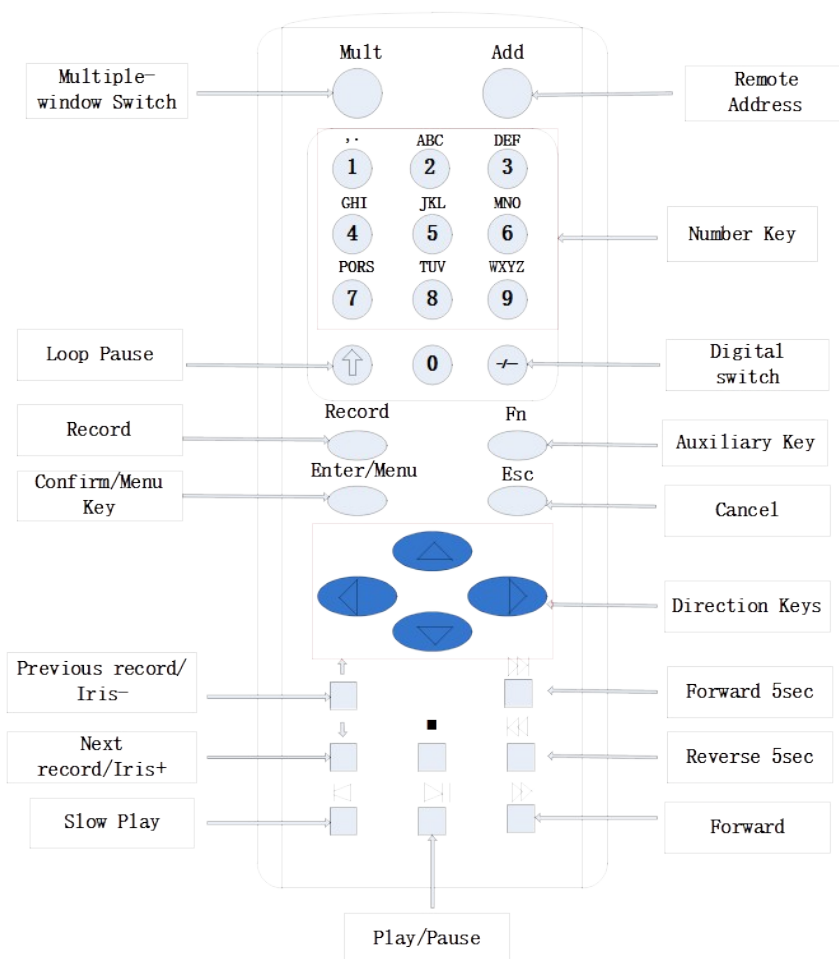 Mult
Add
Multiple-
window Switch
Remote
Address
, .
ABC
DEF
1
2
3
GHI
JKL
MNO
4
5
6
Number Key
PORS
TUV
WXYZ
7
8
9
Loop Pause
0
-/--
Digital
switch
Record
Record
Fn
Auxiliary Key
Confirm/Menu
Key
Enter/Menu
Esc
Cancel
Direction Keys
Previous record/
Iris-
Forward 5sec
Next
record/Iris+
Reverse 5sec
Slow Play
Forward
Play/Pause